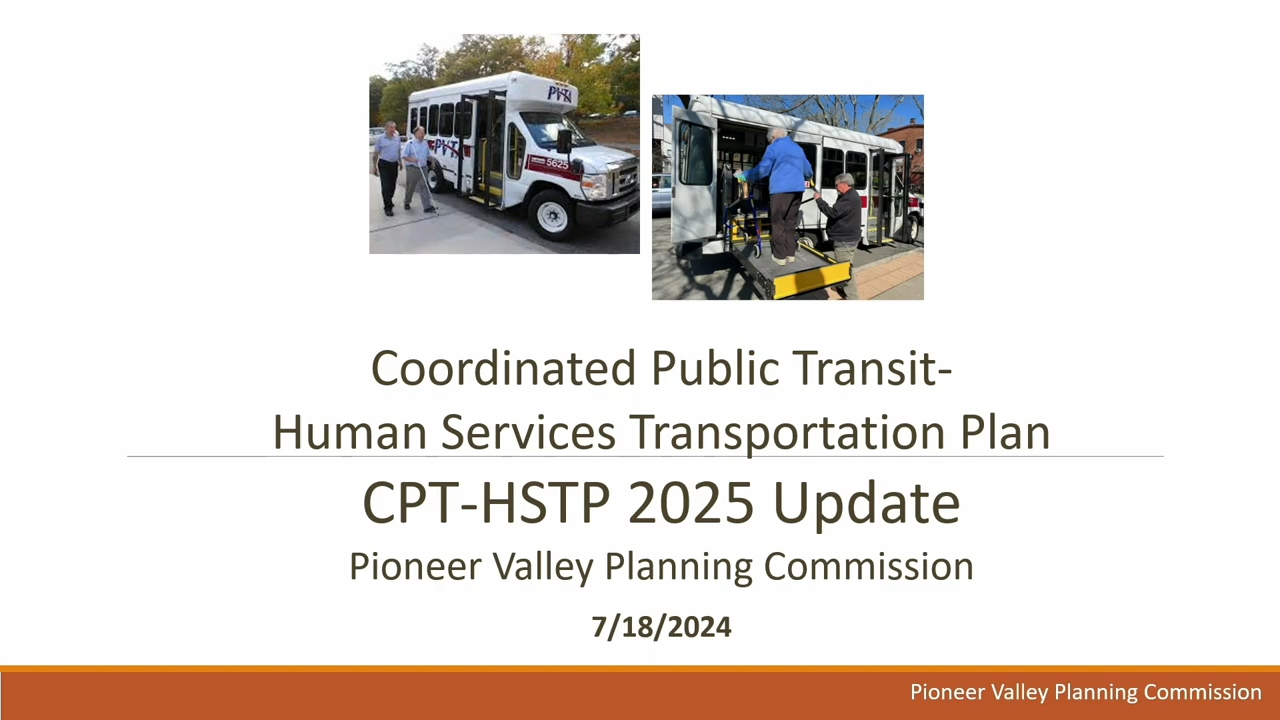 PVTA
PVTA
5625
Coordinated Public Transit-
Human Services Transportation Plan
CPT-HSTP 2025 Update
Pioneer Valley Planning Commission
7/18/2024
Pioneer Valley Planning Commission